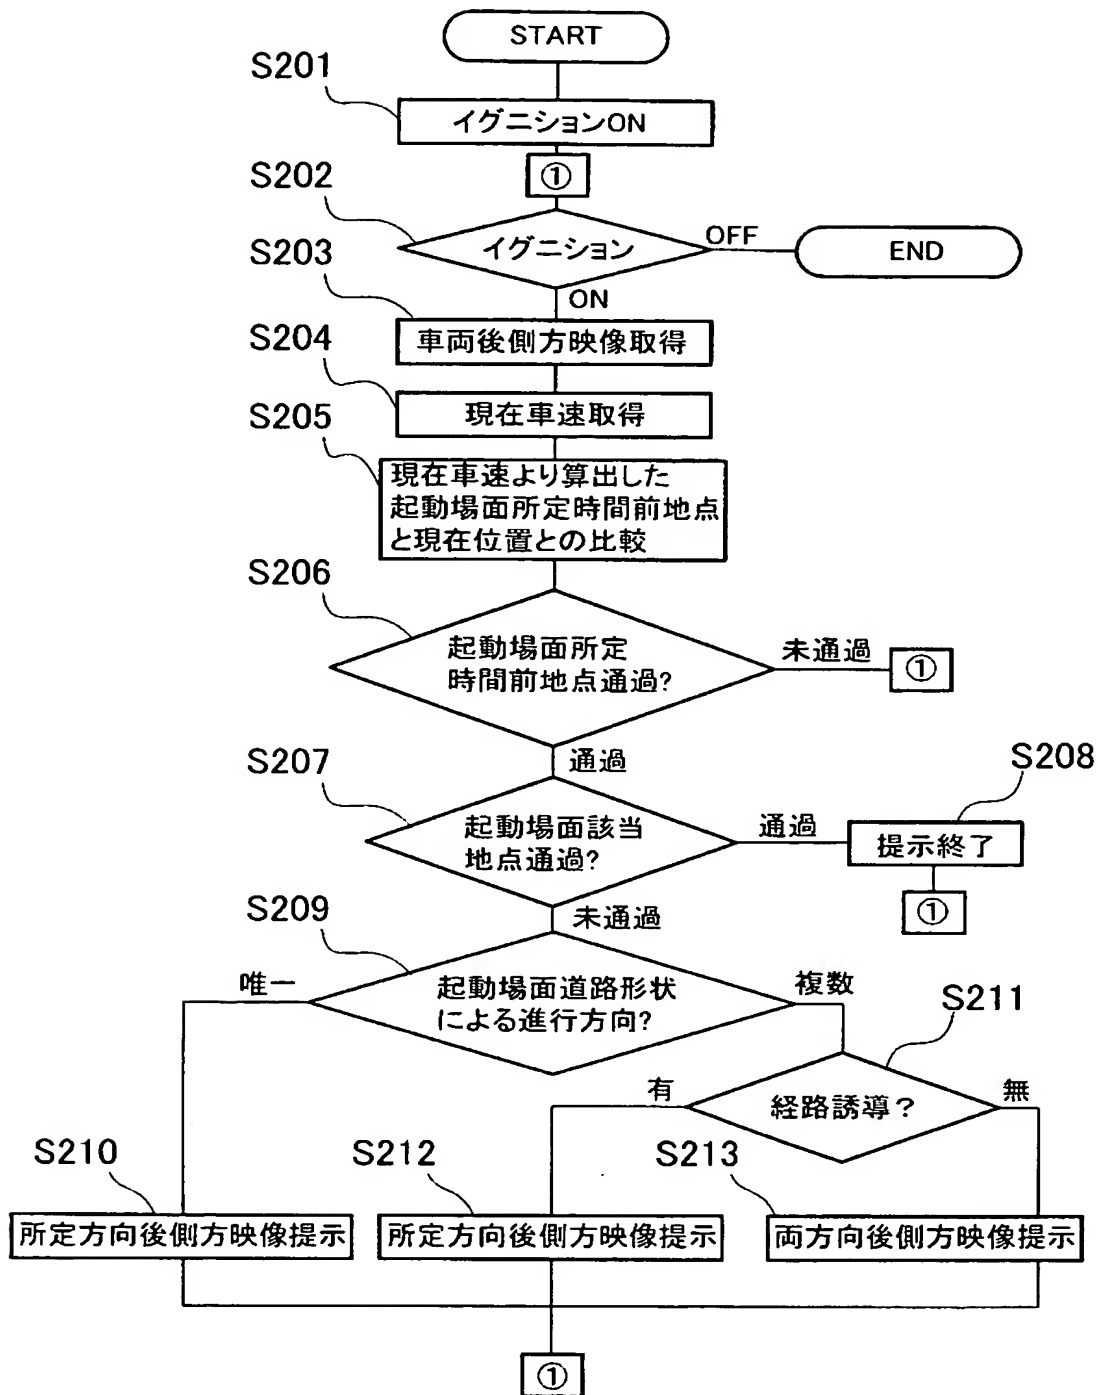 START
S201
イグニションON
①
S202
イグニション
OFF
END
S203
ON
車両後側方映像取得
S204
現在車速取得
S205
現在車速より算出した
起動場面所定時間前地点
と現在位置との比較
S206
起動場面所定
時間前地点通過?
未通過
①
通過
S207
起動場面該当
地点通過?
通過
S208
提示終了
①
未通過
S209
起動場面道路形状
による進行方向?
唯一
複数
S211
経路誘導?
有
無
S210
所定方向後側方映像提示
S212
所定方向後側方映像提示
S213
両方向後側方映像提示
①